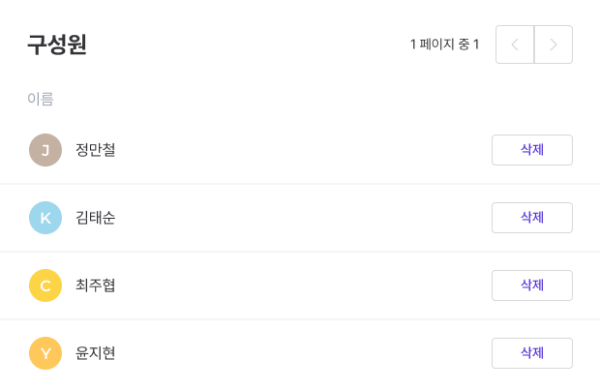 구성원
1 페이지 중 1
이름
J 정만철 삭제
K 김태순 삭제
C 최주협 삭제
Y 윤지현 삭제